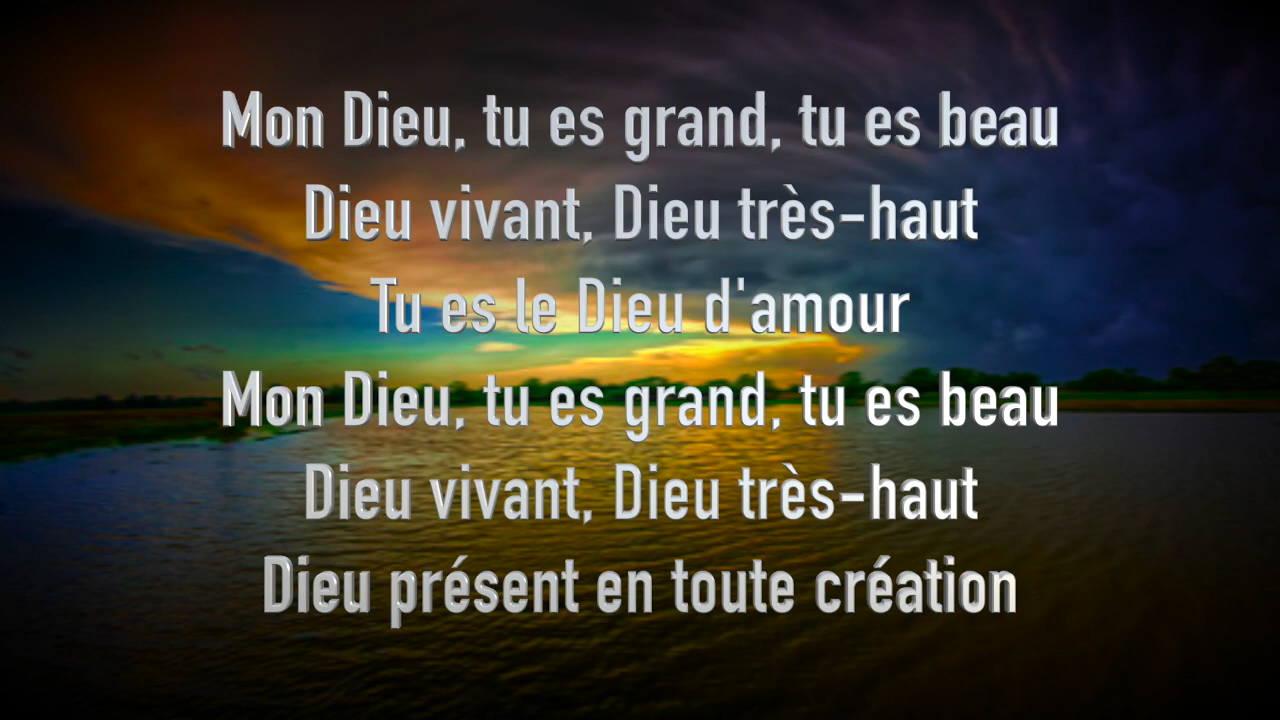 Mon Dieu, tu es grand, tu es beau
Dieu vivant, Dieu très-haut
Tu es le Dieu d'amour
Mon Dieu, tu es grand, tu es beau
Dieu vivant, Dieu très-haut
Dieu présent en toute création